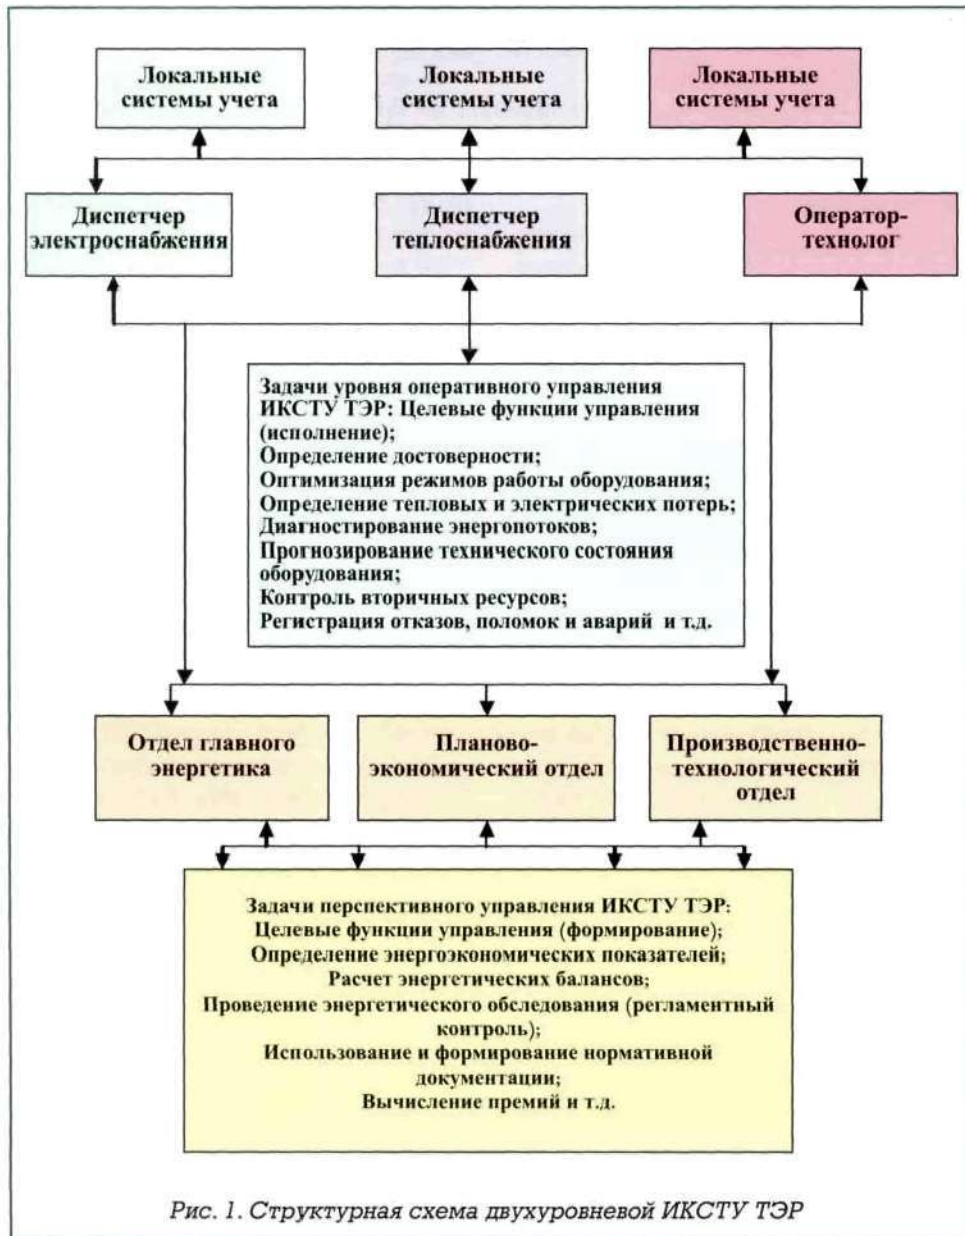 Локальные
системы учета
Локальные
системы учета
Локальные
системы учета
Диспетчер
электроснабжения
Диспетчер
теплоснабжения
Оператор-
технолог
Задачи уровня оперативного управления
ИКСТУ ТЭР: Целевые функции управления
(исполнение);
Определение достоверности;
Оптимизация режимов работы оборудования;
Определение тепловых и электрических потерь;
Диагностирование энергопотоков;
Прогнозирование технического состояния
оборудования;
Контроль вторичных ресурсов;
Регистрация отказов, поломок и аварий и т.д.
Отдел главного
энергетика
Планово-
экономический отдел
Производственно-
технологический
отдел
Задачи перспективного управления ИКСТУ ТЭР:
Целевые функции управления (формирование);
Определение энергоэкономических показателей;
Расчет энергетических балансов;
Проведение энергетического обследования (регламентный
контроль);
Использование и формирование нормативной
документации;
Вычисление премий и т.д.
Рис. 1. Структурная схема двухуровневой ИКСТУ ТЭР